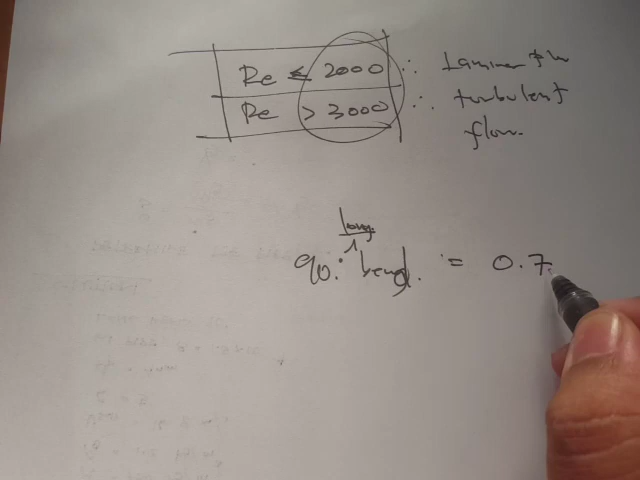 Re ≤ 2000 ∴ Laminar flow
Re > 3000 ∴ turbulent
flow.
long
90° bend. = 0.7